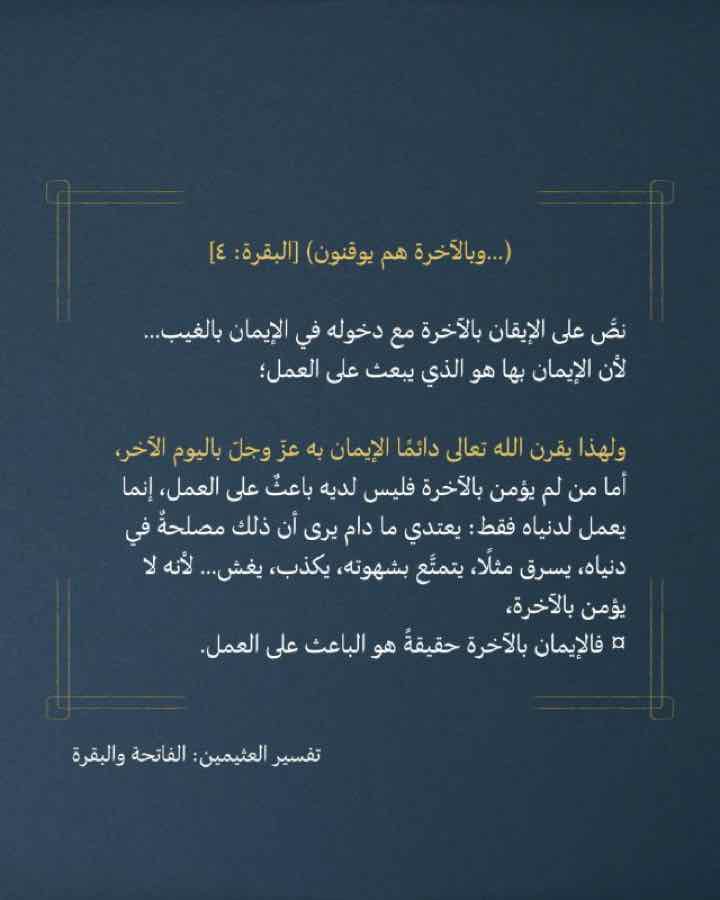 (...وبالآخرة هم يوقنون) [البقرة: ٤]
نصَّ على الإيقان بالآخرة مع دخوله في الإيمان بالغيب...
لأن الإيمان بها هو الذي يبعث على العمل؛
ولهذا يقرن الله تعالى دائمًا الإيمان به عزّ وجلّ باليوم الآخر،
أما من لم يؤمن بالآخرة فليس لديه باعثٌ على العمل، إنما
يعمل لدنياه فقط: يعتدي ما دام يرى أن ذلك مصلحةٌ في
دنياه، يسرق مثلًا، يتمتَّع بشهوته، يكذب، يغش... لأنه لا
يؤمن بالآخرة،
¤ فالإيمان بالآخرة حقيقةً هو الباعث على العمل.
تفسير العثيمين: الفاتحة والبقرة